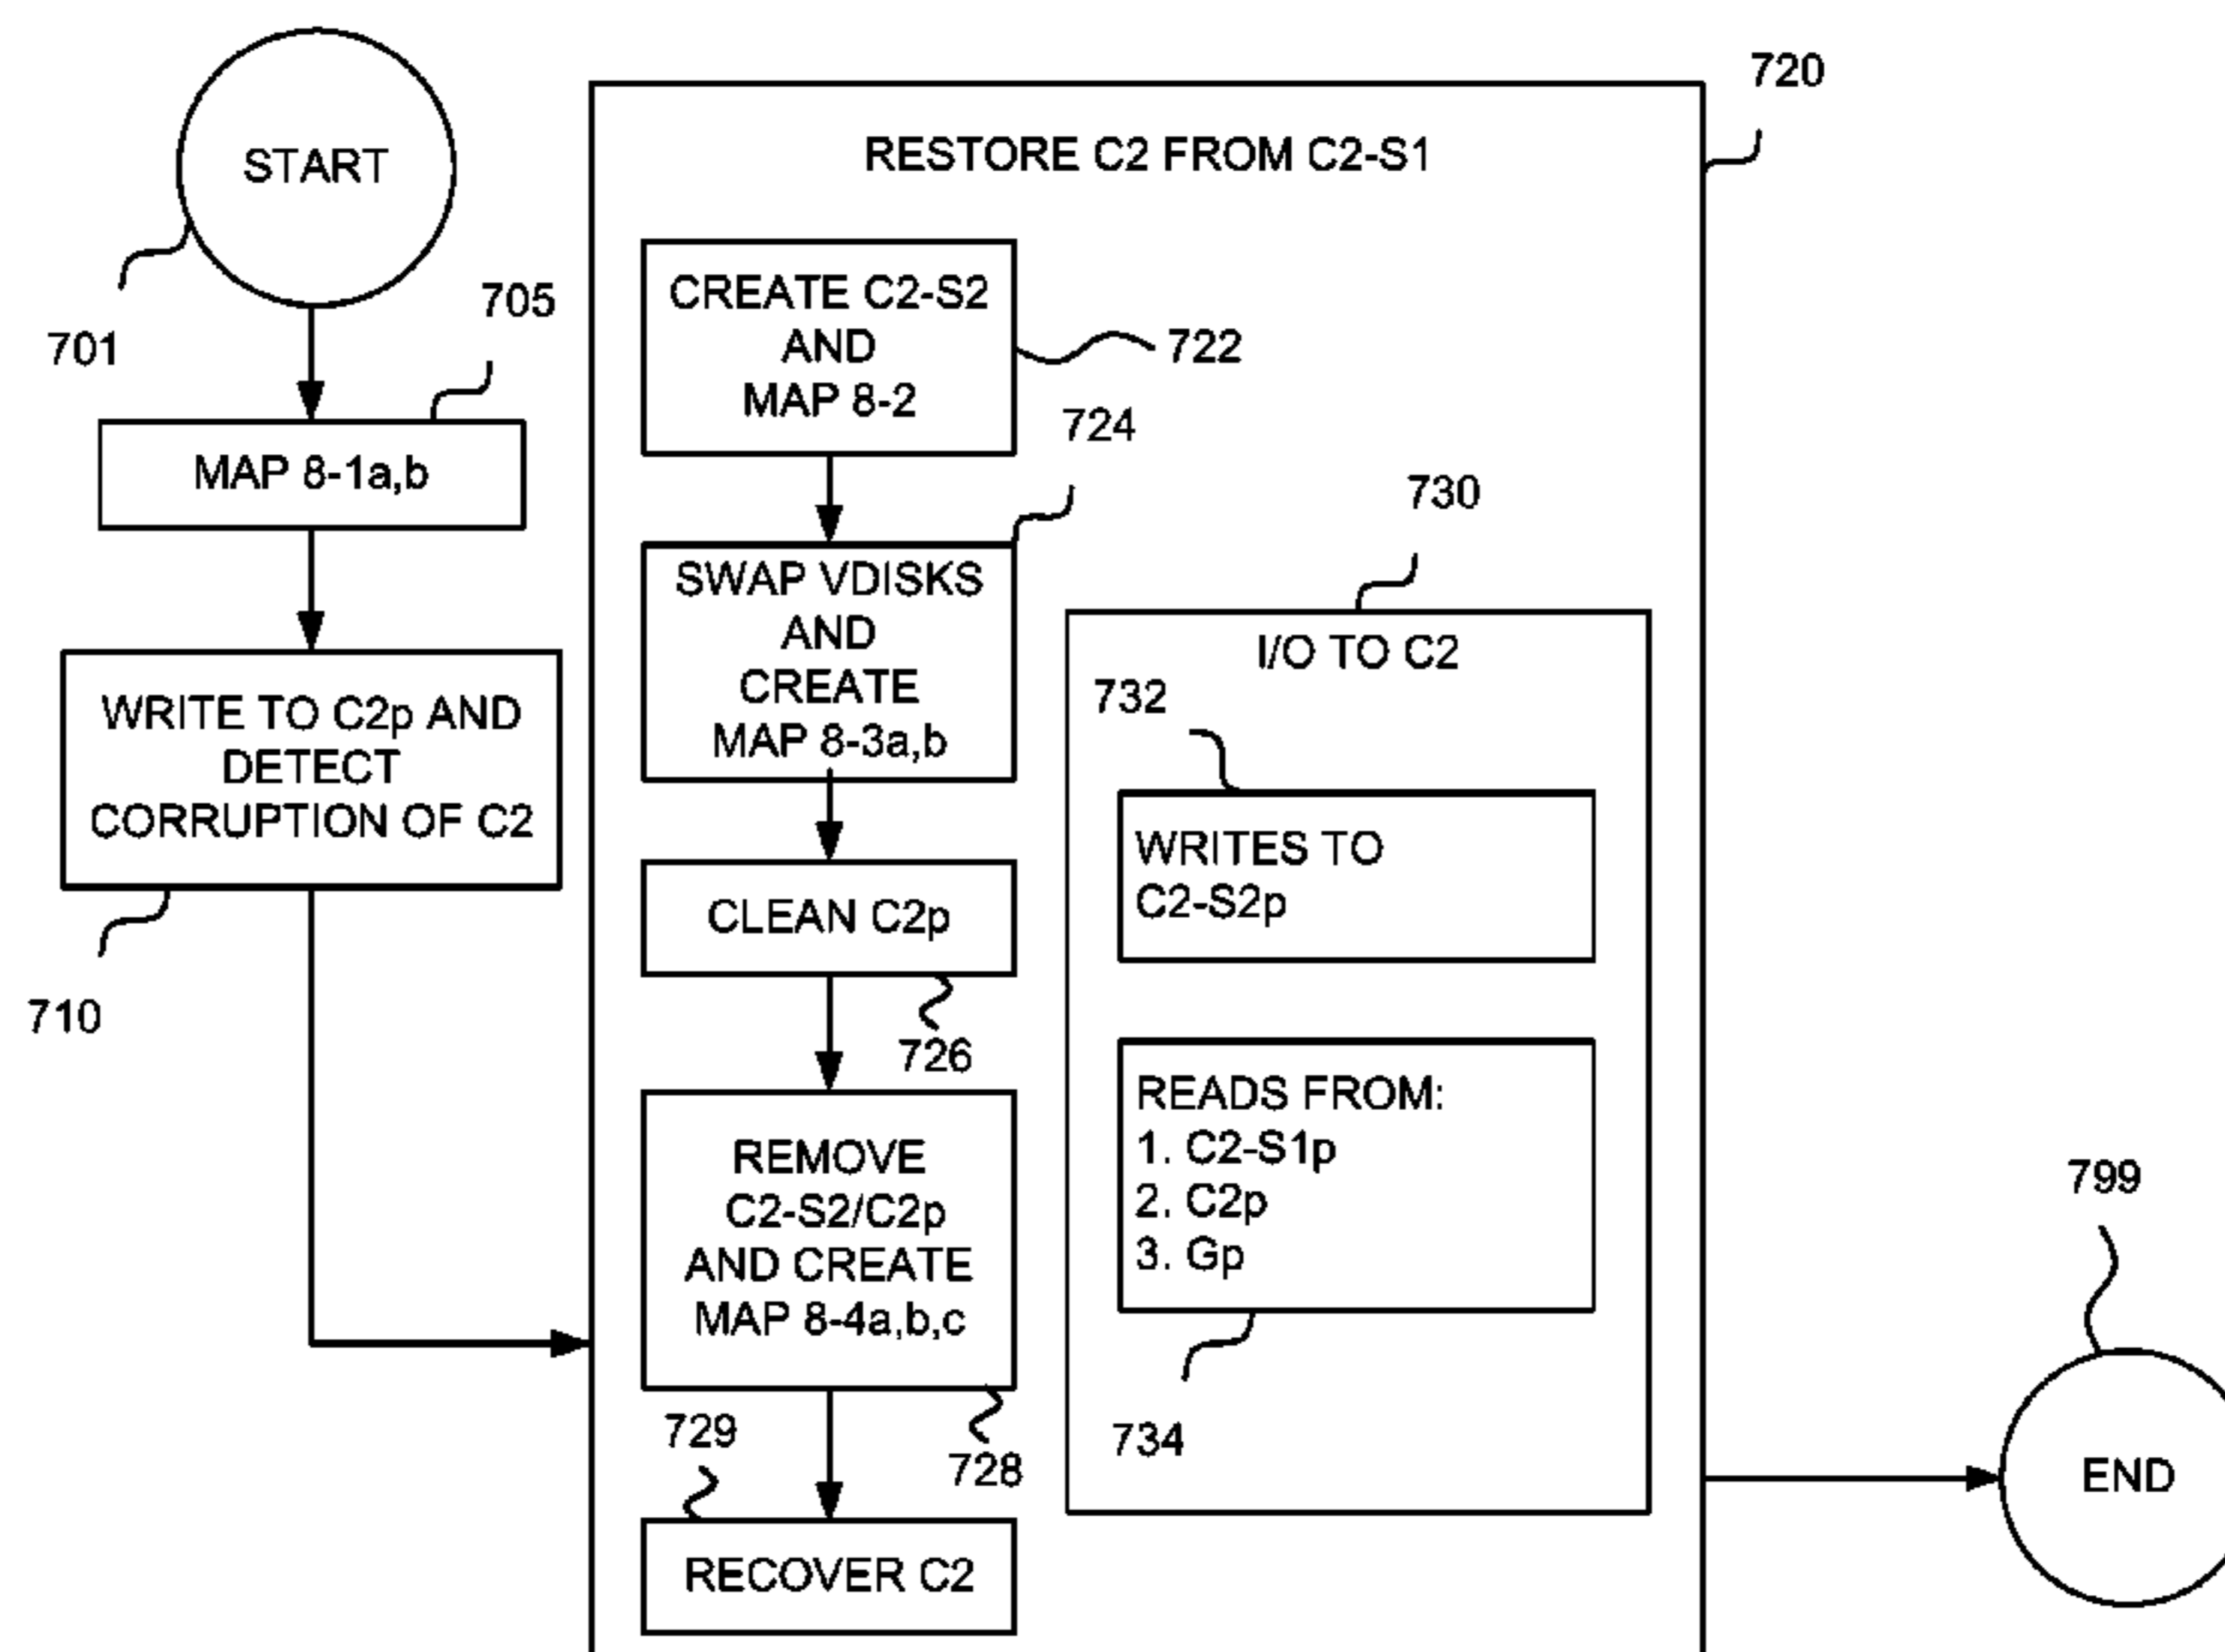 START
701
705
MAP 8-1a,b
WRITE TO C2p AND
DETECT
CORRUPTION OF C2
710
720
RESTORE C2 FROM C2-S1
CREATE C2-S2
AND
MAP 8-2
722
724
SWAP VDISKS
AND
CREATE
MAP 8-3a,b
CLEAN C2p
726
REMOVE
C2-S2/C2p
AND CREATE
MAP 8-4a,b,c
728
729
RECOVER C2
730
I/O TO C2
732
WRITES TO
C2-S2p
READS FROM:
1. C2-S1p
2. C2p
3. Gp
734
799
END